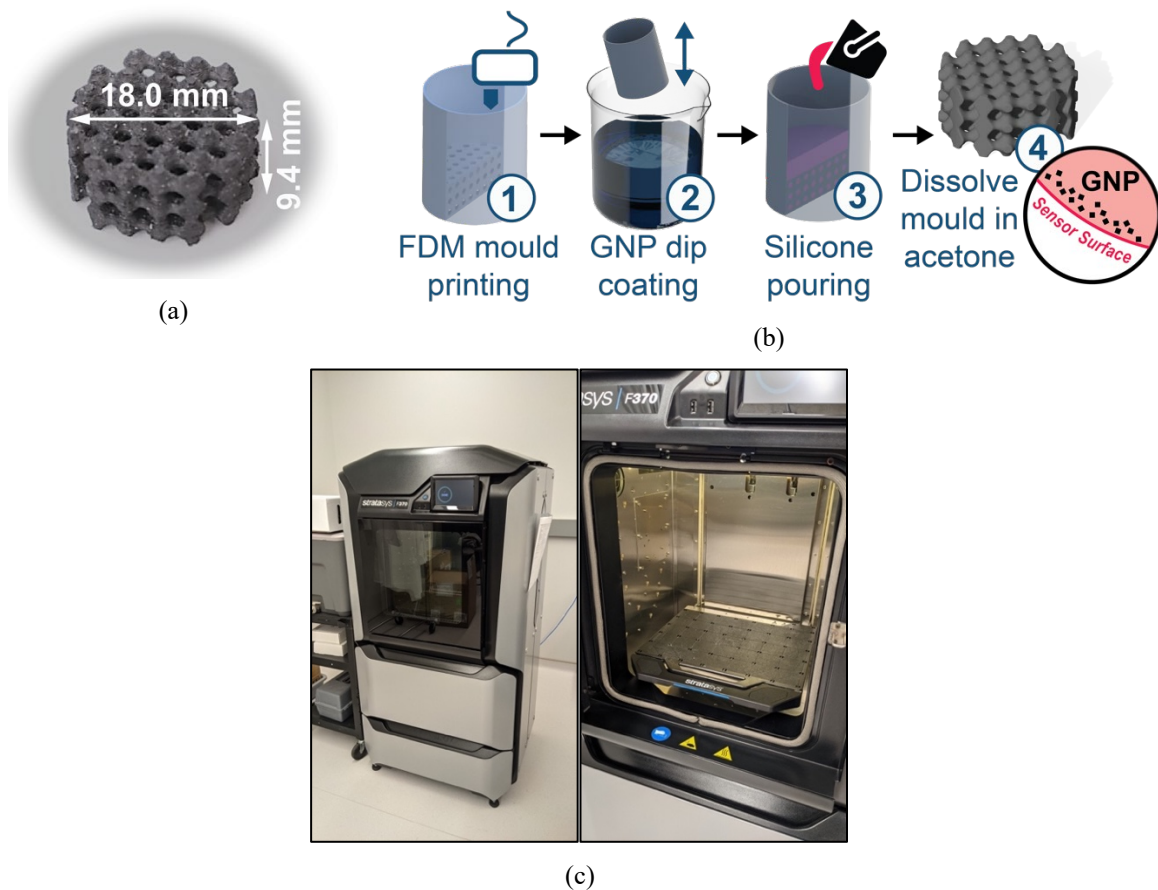 18.0 mm
9.4 mm
(a)
1
FDM mould
printing
2
GNP dip
coating
3
Silicone
pouring
4
Dissolve
mould in
acetone
GNP
Sensor Surface
(b)
stratasys F370
sys / F370
stratasys
(c)